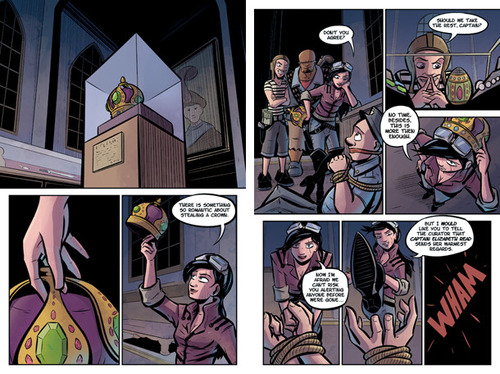 THERE IS SOMETHING
SO ROMANTIC ABOUT
STEALING A CROWN.
DON'T YOU
AGREE?
SHOULD WE TAKE
THE REST, CAPTAIN?
NO TIME.
BESIDES,
THIS IS
MORE THEN
ENOUGH.
NOW I'M
AFRAID WE
CAN'T RISK
YOU ALERTING
ANYONE BEFORE
WE'RE GONE...
BUT I WOULD
LIKE YOU TO TELL
THE CURATOR THAT
CAPTAIN ELIZABETH READ
SENDS HER WARMEST
REGARDS.
WHAM